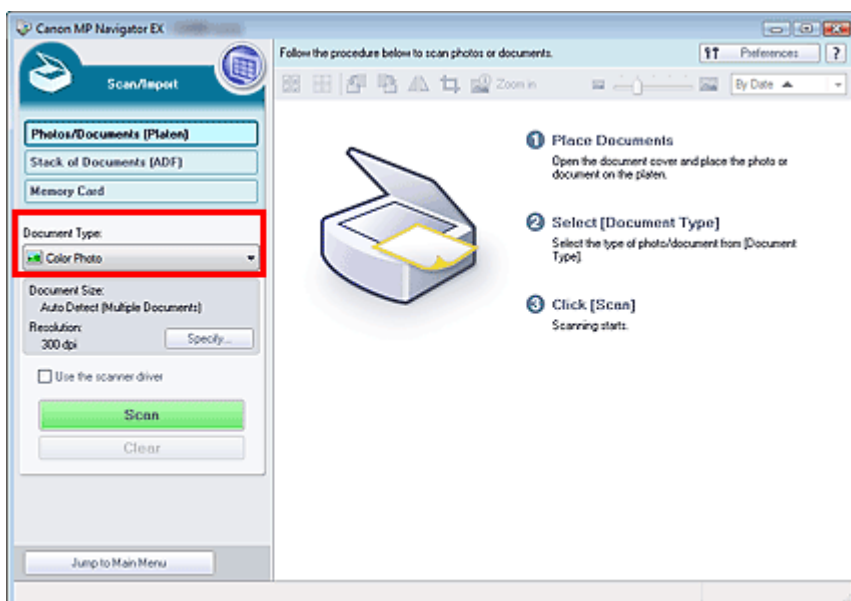 Canon MP Navigator EX
Scan/Import
Photos/Documents (Platen)
Stack of Documents (ADF)
Memory Card
Document Type:
Color Photo
Document Size:
Auto Detect (Multiple Documents)
Resolution:
300 dpi
Specify...
Use the scanner driver
Scan
Clear
Jump to Main Menu
Follow the procedure below to scan photos or documents.
Preferences
?
Zoom in
By Date
1 Place Documents
Open the document cover and place the photo or
document on the platen.
2 Select [Document Type]
Select the type of photo/document from [Document
Type].
3 Click [Scan]
Scanning starts.